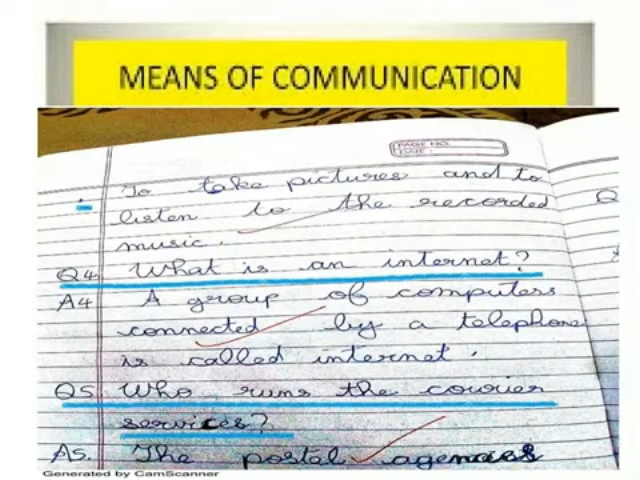 MEANS OF COMMUNICATION
PAGE NO.
DATE:
To take pictures and to
listen to the recorded
music.
Q4. What is an internet?
A4 A group of computers
connected by a telephone
is called internet.
Q5. Who runs the courier
services?
A5. The postal agencies
Generated by CamScanner